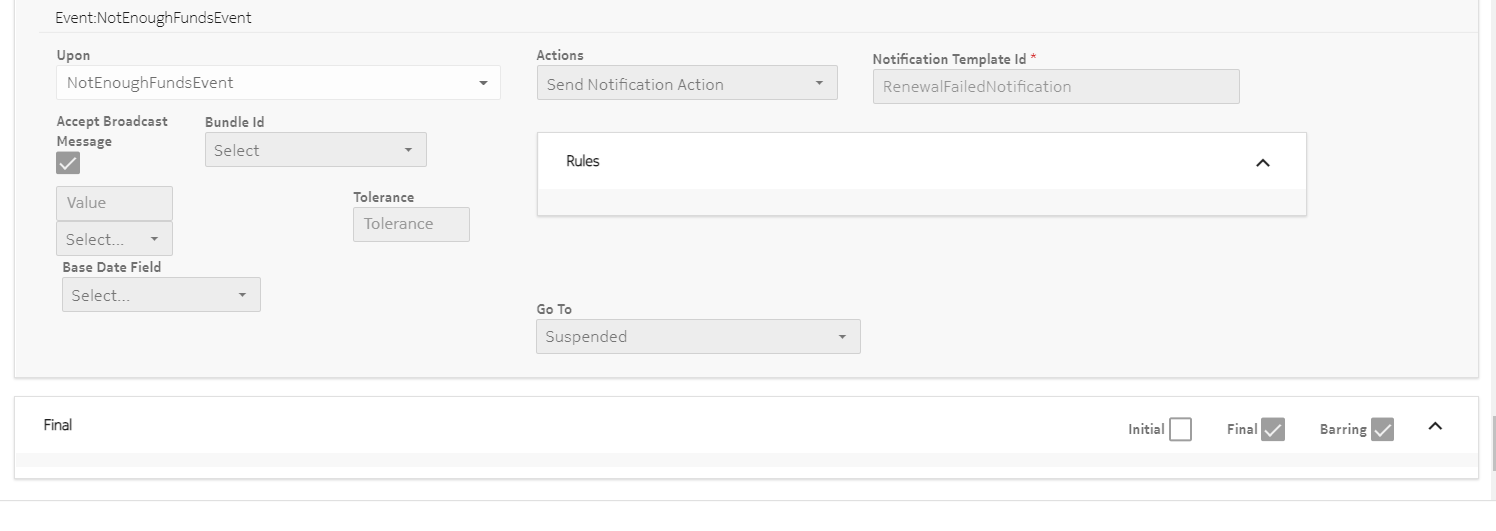 Event:NotEnoughFundsEvent
Upon
NotEnoughFundsEvent
Actions
Send Notification Action
Notification Template Id *
RenewalFailedNotification
Accept Broadcast
Message
Bundle Id
Select
Rules
Value
Select...
Tolerance
Tolerance
Base Date Field
Select...
Go To
Suspended
Final
Initial
Final
Barring